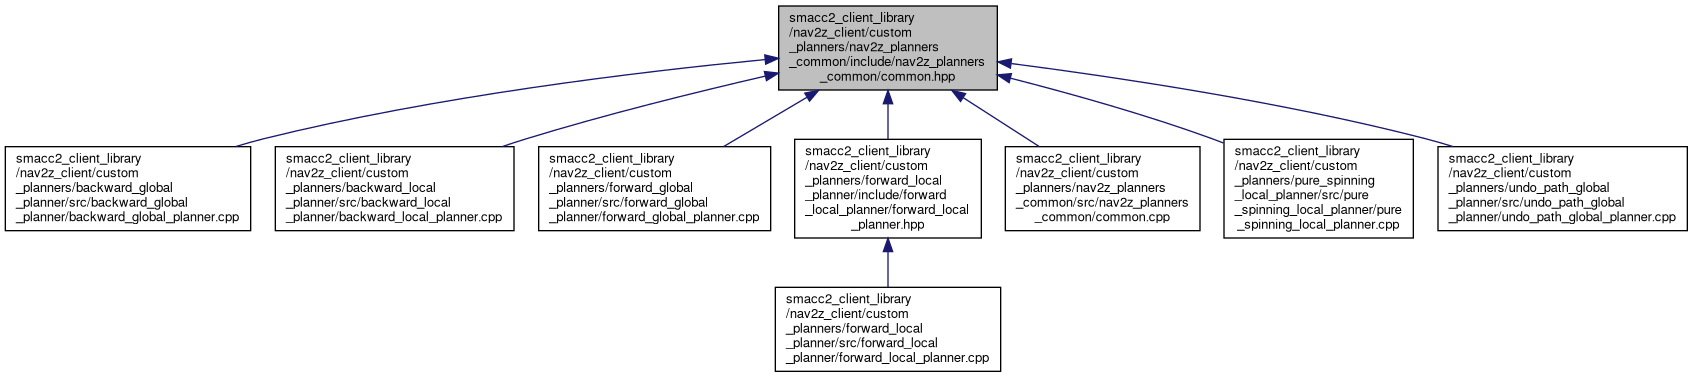 smacc2_client_library
/nav2z_client/custom
_planners/nav2z_planners
_common/include/nav2z_planners
_common/common.hpp
smacc2_client_library
/nav2z_client/custom
_planners/backward_global
_planner/src/backward_global
_planner/backward_global_planner.cpp
smacc2_client_library
/nav2z_client/custom
_planners/backward_local
_planner/src/backward_local
_planner/backward_local_planner.cpp
smacc2_client_library
/nav2z_client/custom
_planners/forward_global
_planner/src/forward_global
_planner/forward_global_planner.cpp
smacc2_client_library
/nav2z_client/custom
_planners/forward_local
_planner/include/forward
_local_planner/forward_local
_planner.hpp
smacc2_client_library
/nav2z_client/custom
_planners/nav2z_planners
_common/src/nav2z_planners
_common/common.cpp
smacc2_client_library
/nav2z_client/custom
_planners/pure_spinning
_local_planner/src/pure
_spinning_local_planner/pure
_spinning_local_planner.cpp
smacc2_client_library
/nav2z_client/custom
_planners/undo_path_global
_planner/src/undo_path_global
_planner/undo_path_global_planner.cpp
smacc2_client_library
/nav2z_client/custom
_planners/forward_local
_planner/src/forward_local
_planner/forward_local_planner.cpp